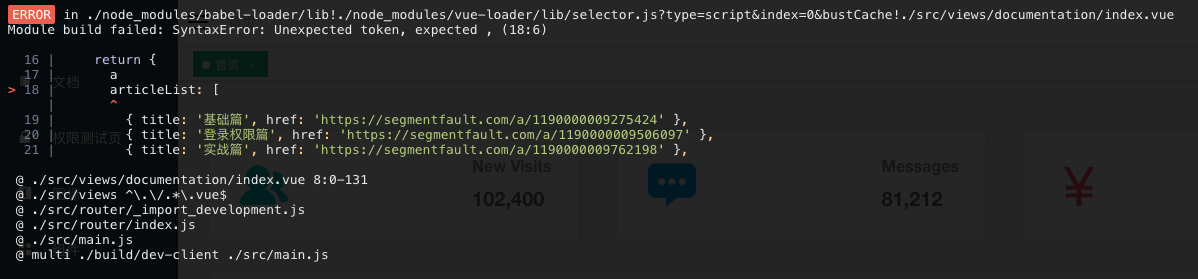 ERROR in ./node_modules/babel-loader/lib!./node_modules/vue-loader/lib/selector.js?type=script&index=0&bustCache!./src/views/documentation/index.vue
Module build failed: SyntaxError: Unexpected token, expected , (18:6)
16 |     return {
17 |       a
> 18 |       articleList: [
|       ^
19 |         { title: '基础篇', href: 'https://segmentfault.com/a/1190000009275424' },
20 |         { title: '登录权限篇', href: 'https://segmentfault.com/a/1190000009506097' },
21 |         { title: '实战篇', href: 'https://segmentfault.com/a/1190000009762198' },
@ ./src/views/documentation/index.vue 8:0-131
@ ./src/views ^\.\/.*\.vue$
@ ./src/router/_import_development.js
@ ./src/router/index.js
@ ./src/main.js
@ multi ./build/dev-client ./src/main.js
首页 ×
文档
权限测试页
New Visits
102,400
Messages
81,212
¥